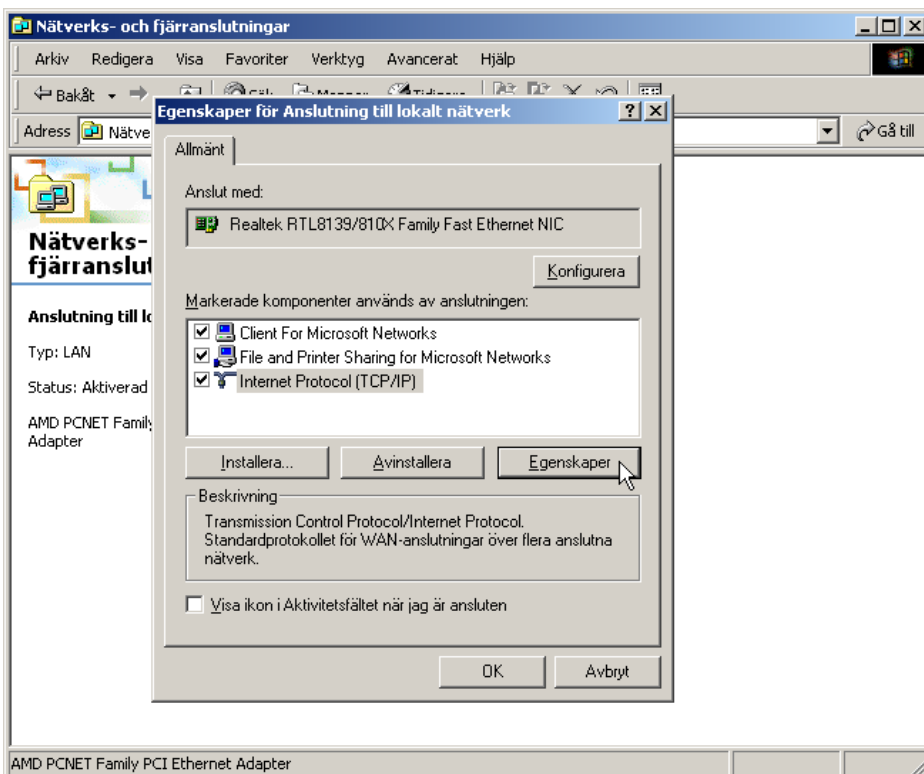 Nätverks- och fjärranslutningar
Arkiv Redigera Visa Favoriter Verktyg Avancerat Hjälp
Bakåt
Adress Nätve
Gå till
Egenskaper för Anslutning till lokalt nätverk
Allmänt
Anslut med:
Realtek RTL8139/810X Family Fast Ethernet NIC
Konfigurera
Markerade komponenter används av anslutningen:
Client For Microsoft Networks
File and Printer Sharing for Microsoft Networks
Internet Protocol (TCP/IP)
Installera... Avinstallera Egenskaper
Beskrivning
Transmission Control Protocol/Internet Protocol.
Standardprotokollet för WAN-anslutningar över flera anslutna
nätverk.
Visa ikon i Aktivitetsfältet när jag är ansluten
OK Avbryt
Nätverks-
fjärranslut
Anslutning till lo
Typ: LAN
Status: Aktiverad
AMD PCNET Family
Adapter
AMD PCNET Family PCI Ethernet Adapter